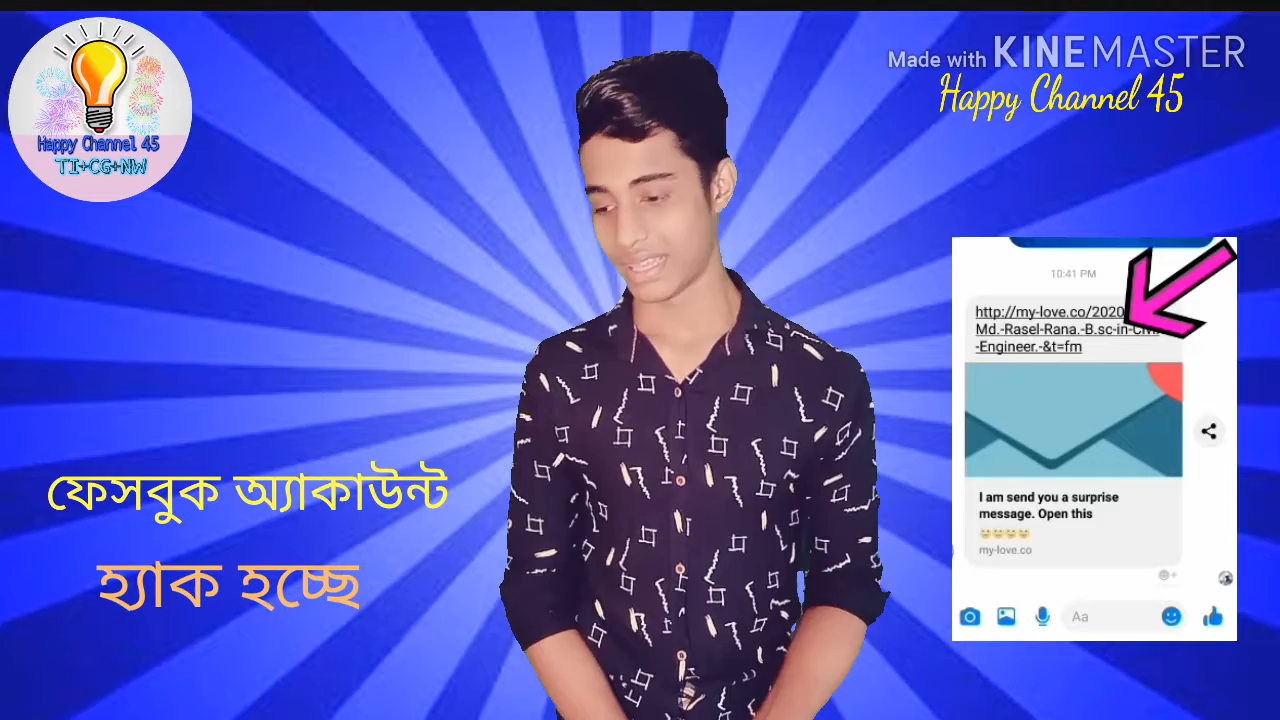 Happy Channel 45
TI+CG+NW
Made with KINEMASTER
Happy Channel 45
ফেসবুক অ্যাকাউন্ট
হ্যাক হচ্ছে
10:41 PM
http://my-love.co/2020
Md.-Rasel-Rana.-B.sc-in-Civil
-Engineer.-&t=fm
I am send you a surprise
message. Open this
my-love.co
Aa